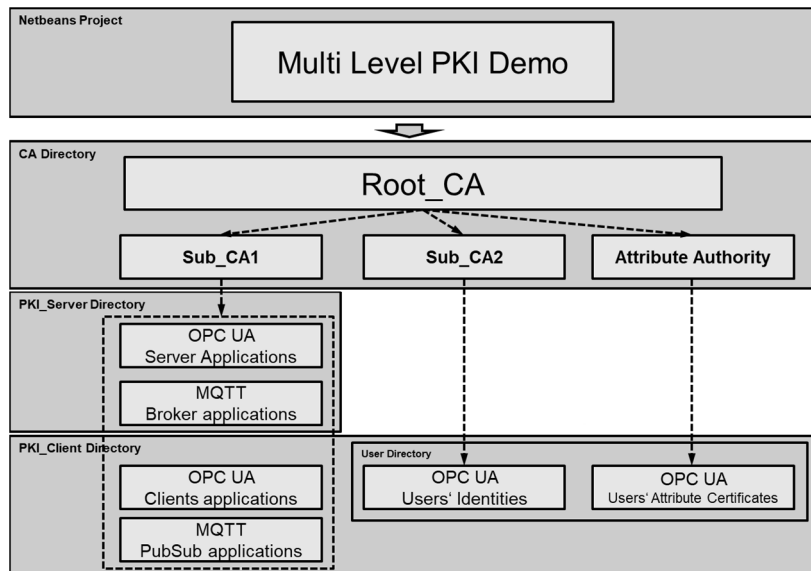 Netbeans Project
Multi Level PKI Demo
CA Directory
Root_CA
Sub_CA1
Sub_CA2
Attribute Authority
PKI_Server Directory
OPC UA
Server Applications
MQTT
Broker applications
PKI_Client Directory
User Directory
OPC UA
Clients applications
OPC UA
Users‘ Identities
OPC UA
Users‘ Attribute Certificates
MQTT
PubSub applications